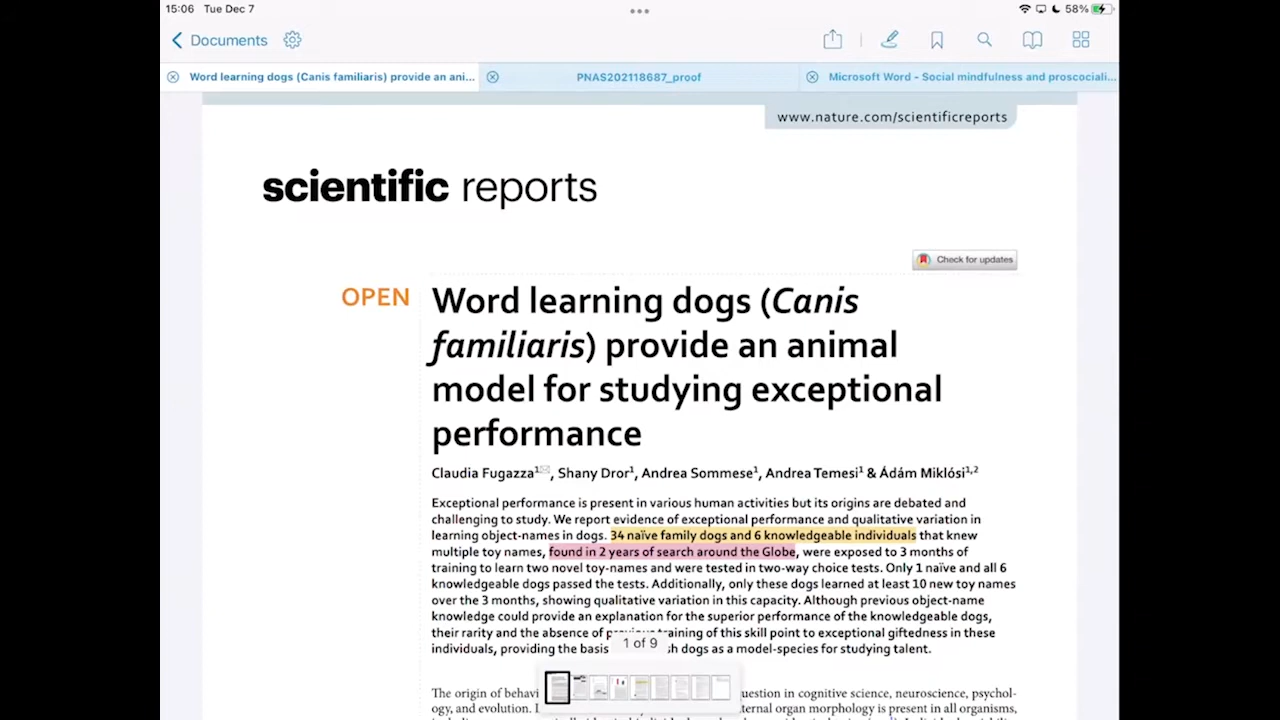 15:06 Tue Dec 7
58%
Documents
Word learning dogs (Canis familiaris) provide an ani...
PNAS202118687_proof
Microsoft Word - Social mindfulness and proscociali...
www.nature.com/scientificreports
scientific reports
Check for updates
OPEN
Word learning dogs (Canis
familiaris) provide an animal
model for studying exceptional
performance
Claudia Fugazza1✉, Shany Dror1, Andrea Sommese1, Andrea Temesi1 & Ádám Miklósi1,2
Exceptional performance is present in various human activities but its origins are debated and
challenging to study. We report evidence of exceptional performance and qualitative variation in
learning object-names in dogs. 34 naïve family dogs and 6 knowledgeable individuals that knew
multiple toy names, found in 2 years of search around the Globe, were exposed to 3 months of
training to learn two novel toy-names and were tested in two-way choice tests. Only 1 naïve and all 6
knowledgeable dogs passed the tests. Additionally, only these dogs learned at least 10 new toy names
over the 3 months, showing qualitative variation in this capacity. Although previous object-name
knowledge could provide an explanation for the superior performance of the knowledgeable dogs,
their rarity and the absence of previous training of this skill point to exceptional giftedness in these
individuals, providing the basis sh dogs as a model-species for studying talent.
1 of 9
The origin of behavi uestion in cognitive science, neuroscience, psychol-
ogy, and evolution. ternal organ morphology is present in all organisms,